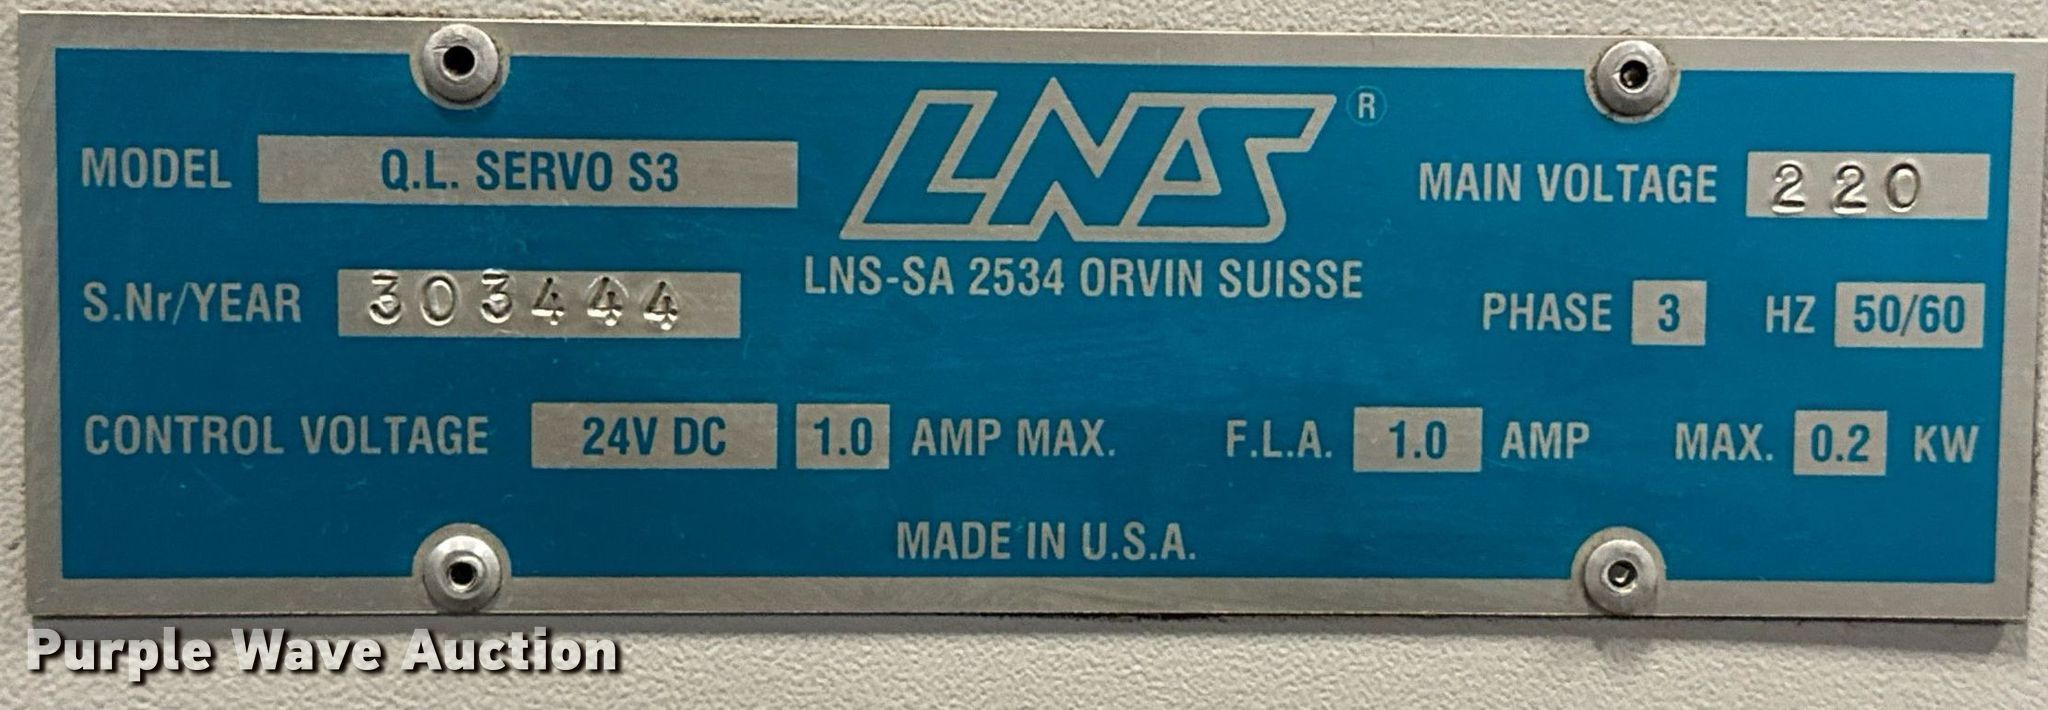 LNS®
MODEL Q.L. SERVO S3
MAIN VOLTAGE 220
LNS-SA 2534 ORVIN SUISSE
S.Nr/YEAR 303444
PHASE 3 HZ 50/60
CONTROL VOLTAGE 24V DC 1.0 AMP MAX. F.L.A. 1.0 AMP MAX. 0.2 KW
MADE IN U.S.A.
Purple Wave Auction